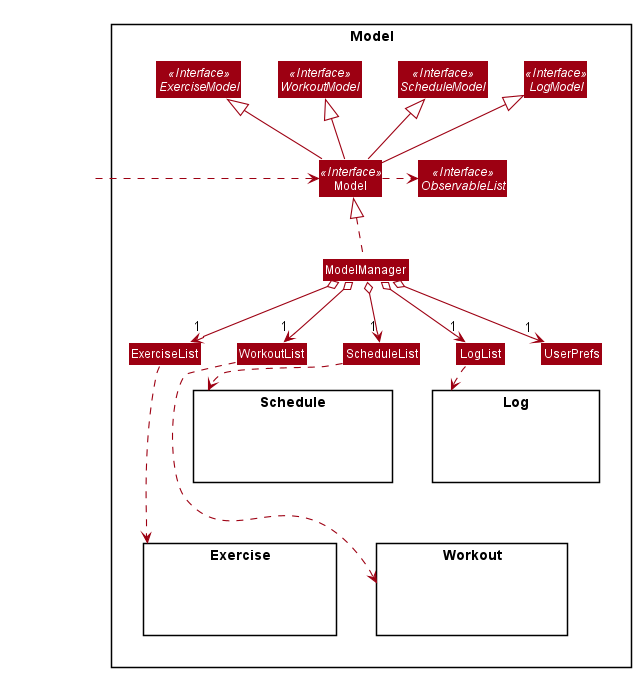 Model
«Interface»
ExerciseModel
«Interface»
WorkoutModel
«Interface»
ScheduleModel
«Interface»
LogModel
«Interface»
Model
«Interface»
ObservableList
ModelManager
1
1
1
1
1
ExerciseList
WorkoutList
ScheduleList
LogList
UserPrefs
Schedule
Log
Exercise
Workout